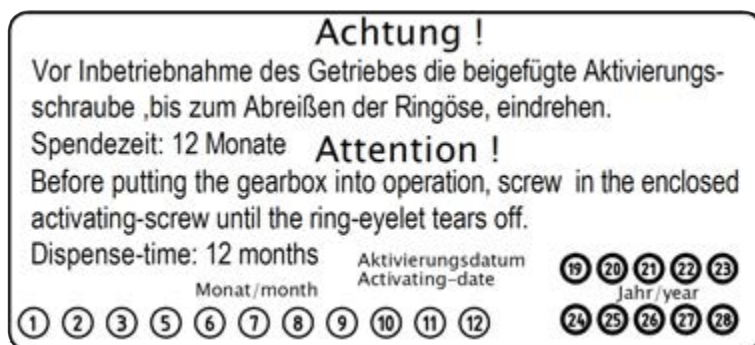 Achtung !
Vor Inbetriebnahme des Getriebes die beigefügte Aktivierungs-
schraube ,bis zum Abreißen der Ringöse, eindrehen.
Spendezeit: 12 Monate
Attention !
Before putting the gearbox into operation, screw in the enclosed
activating-screw until the ring-eyelet tears off.
Dispense-time: 12 months
Aktivierungsdatum
Activating-date
Monat/month
1 2 3 5 6 7 8 9 10 11 12
19 20 21 22 23
Jahr/year
24 25 26 27 28